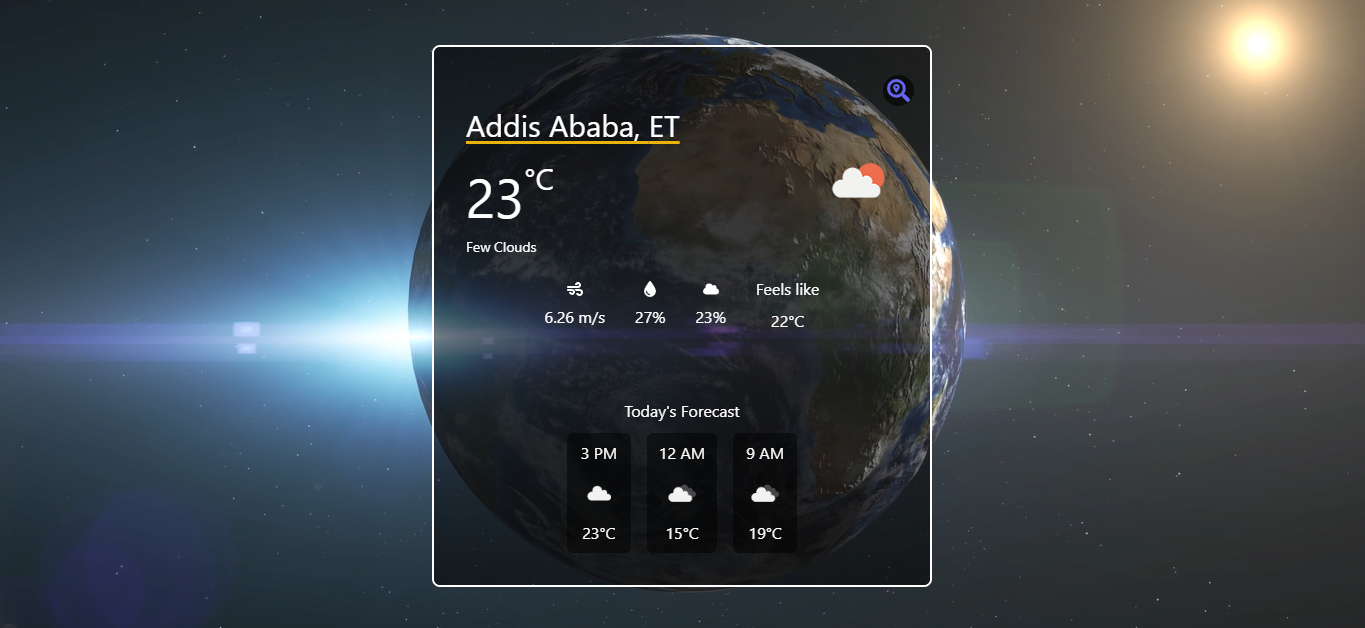 Addis Ababa, ET
23°C
Few Clouds
6.26 m/s 27% 23% Feels like 22°C
Today's Forecast
3 PM 12 AM 9 AM
23°C 15°C 19°C